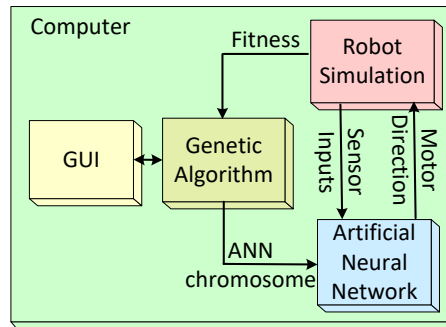 Computer
Fitness
Robot
Simulation
GUI
Genetic
Algorithm
Sensor
Inputs
Motor
Direction
ANN
chromosome
Artificial
Neural
Network